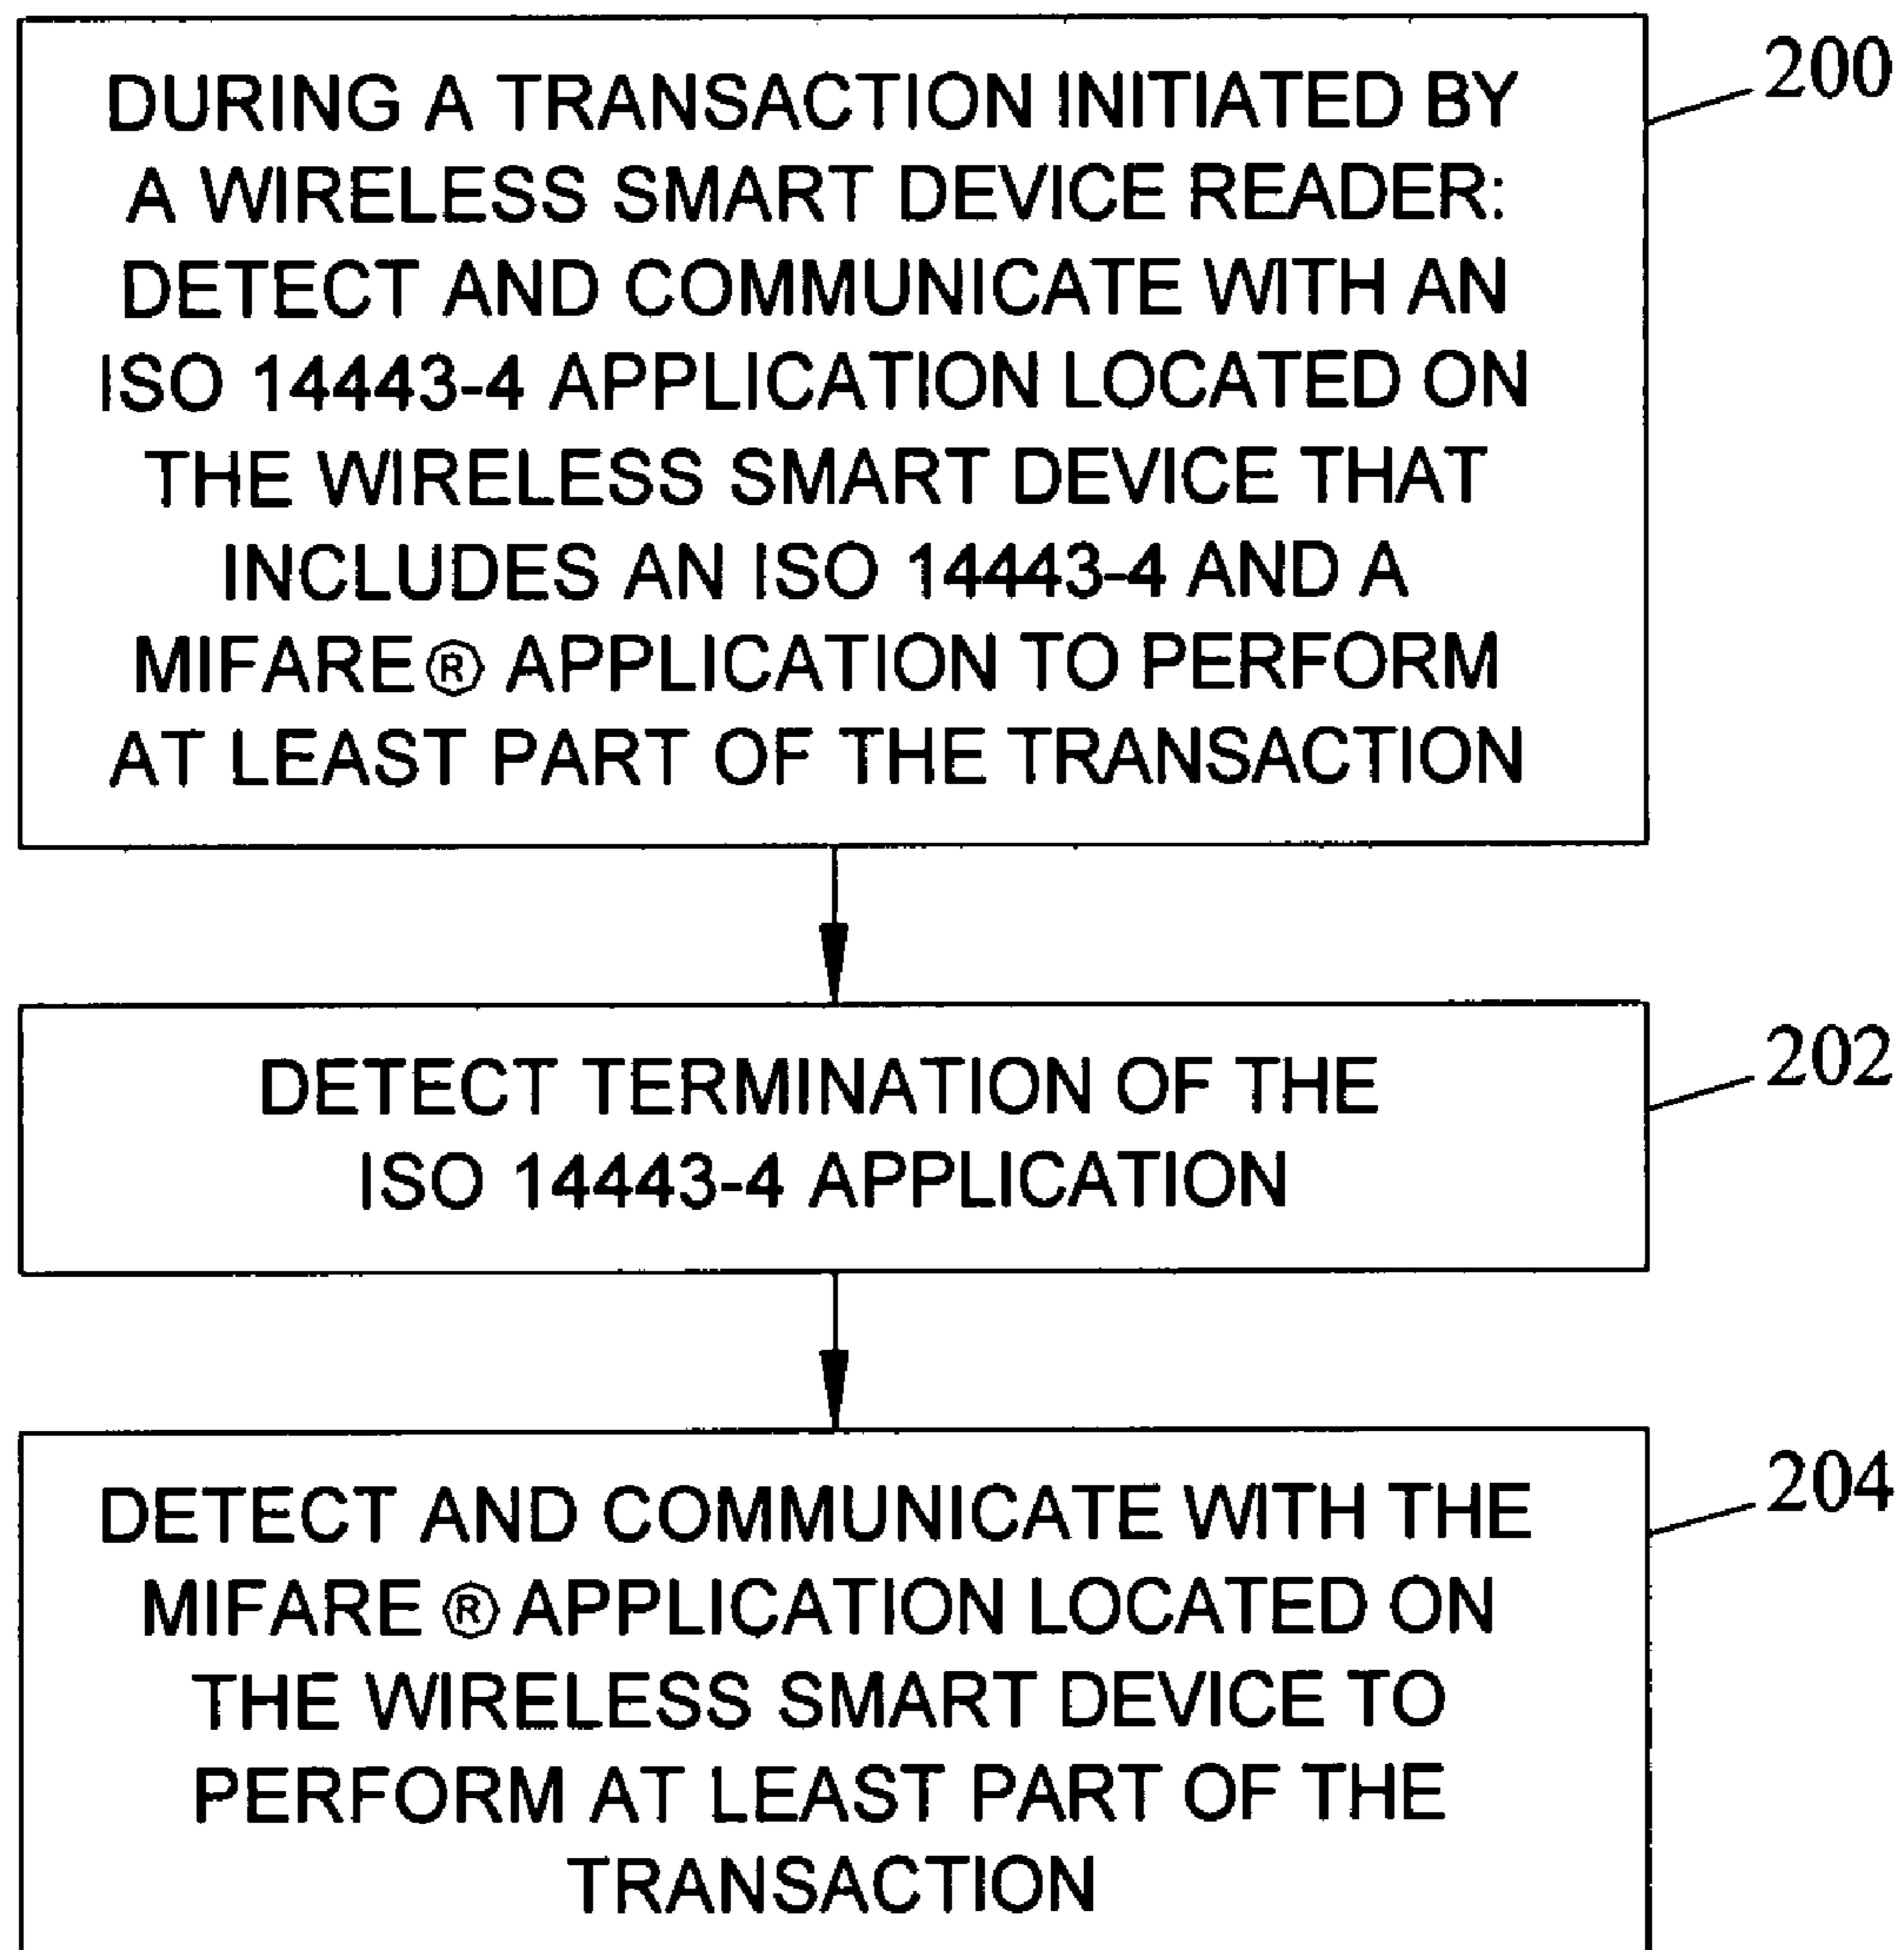 DURING A TRANSACTION INITIATED BY
A WIRELESS SMART DEVICE READER:
DETECT AND COMMUNICATE WITH AN
ISO 14443-4 APPLICATION LOCATED ON
THE WIRELESS SMART DEVICE THAT
INCLUDES AN ISO 14443-4 AND A
MIFARE® APPLICATION TO PERFORM
AT LEAST PART OF THE TRANSACTION
200
DETECT TERMINATION OF THE
ISO 14443-4 APPLICATION
202
DETECT AND COMMUNICATE WITH THE
MIFARE ® APPLICATION LOCATED ON
THE WIRELESS SMART DEVICE TO
PERFORM AT LEAST PART OF THE
TRANSACTION
204